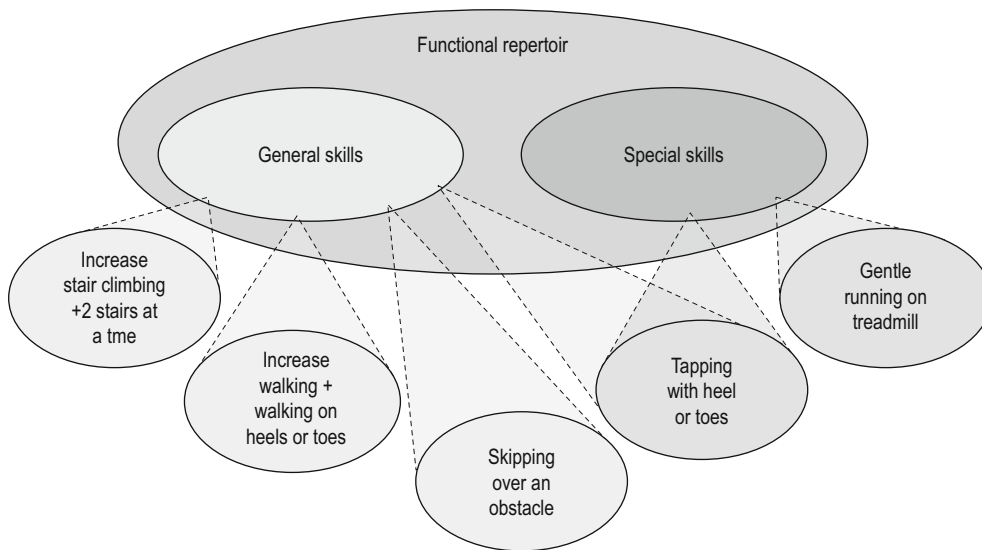 Functional repertoir
General skills
Special skills
Increase
stair climbing
+2 stairs at
a tme
Increase
walking +
walking on
heels or toes
Skipping
over an
obstacle
Tapping
with heel
or toes
Gentle
running on
treadmill